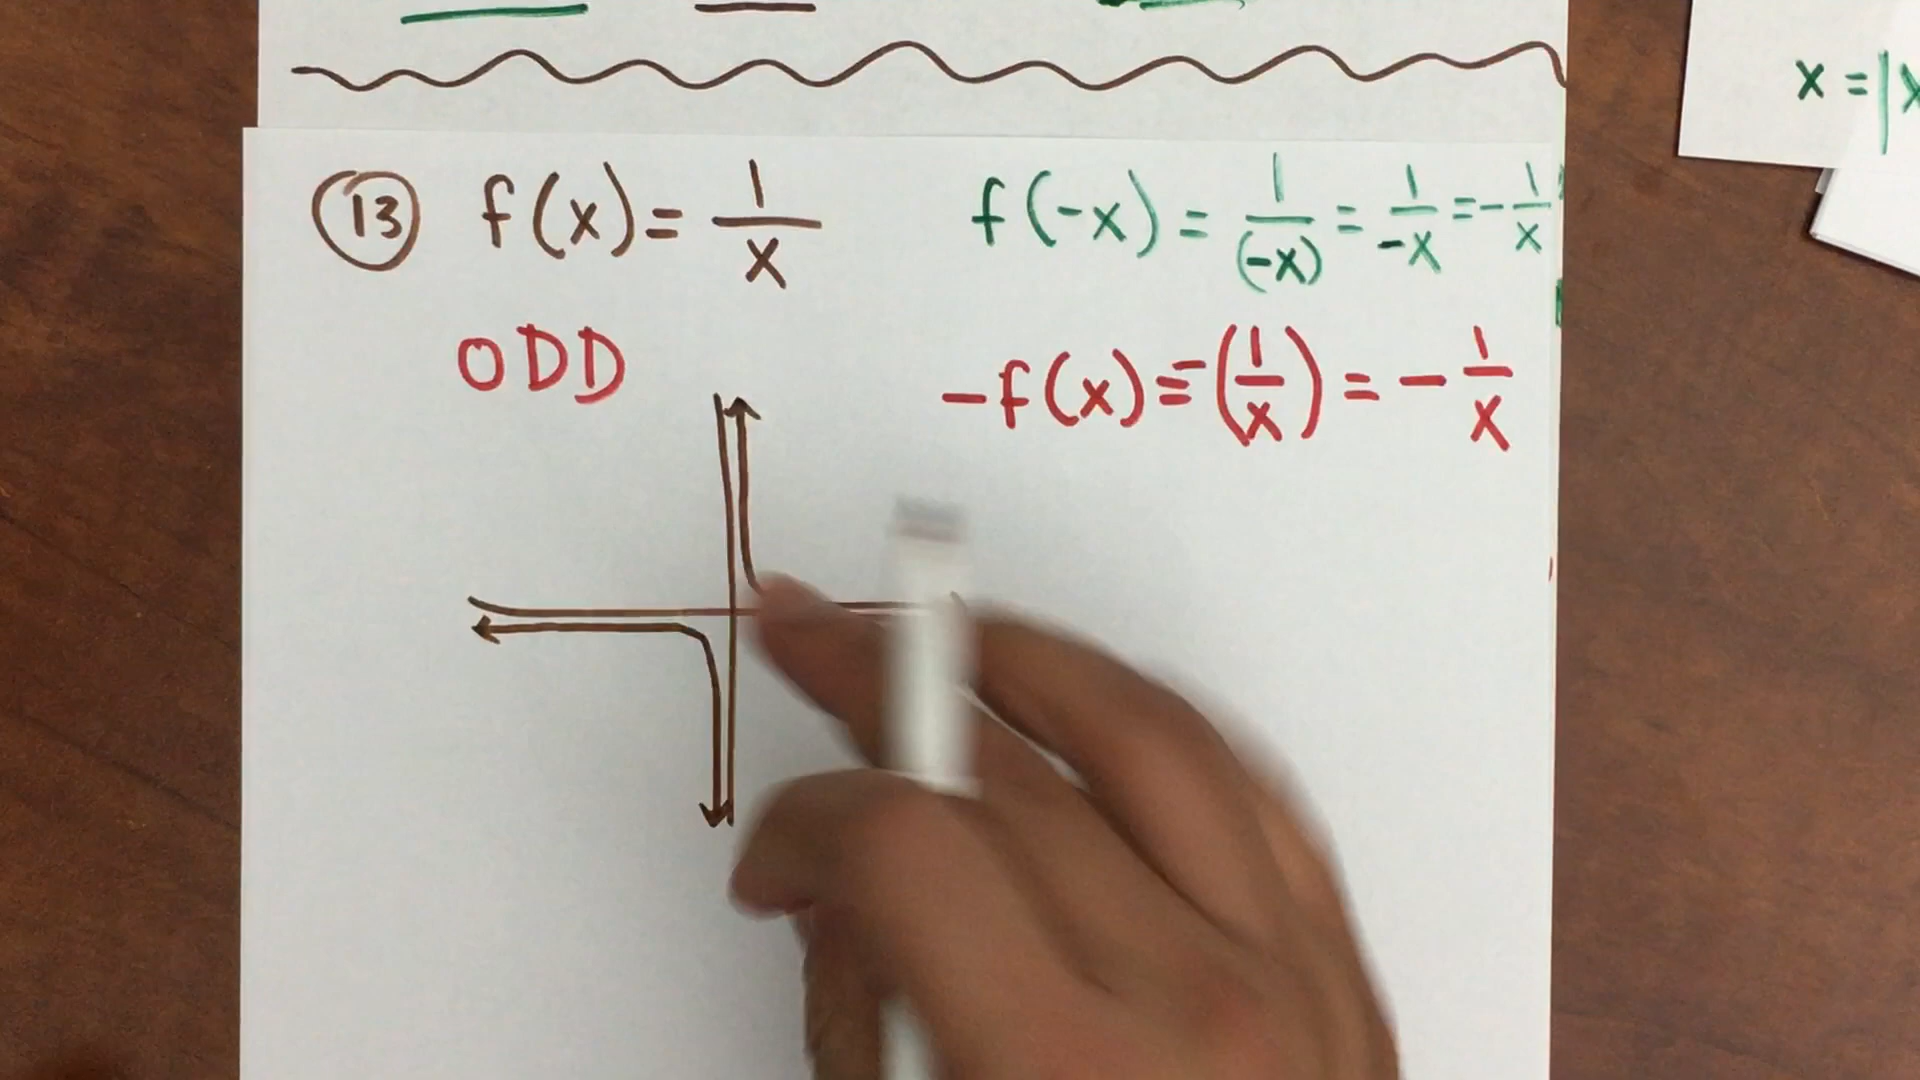 13 f(x) = 1/x f(-x) = 1/(-x) = 1/-x = - 1/x
ODD -f(x) = -(1/x) = - 1/x
x = |x